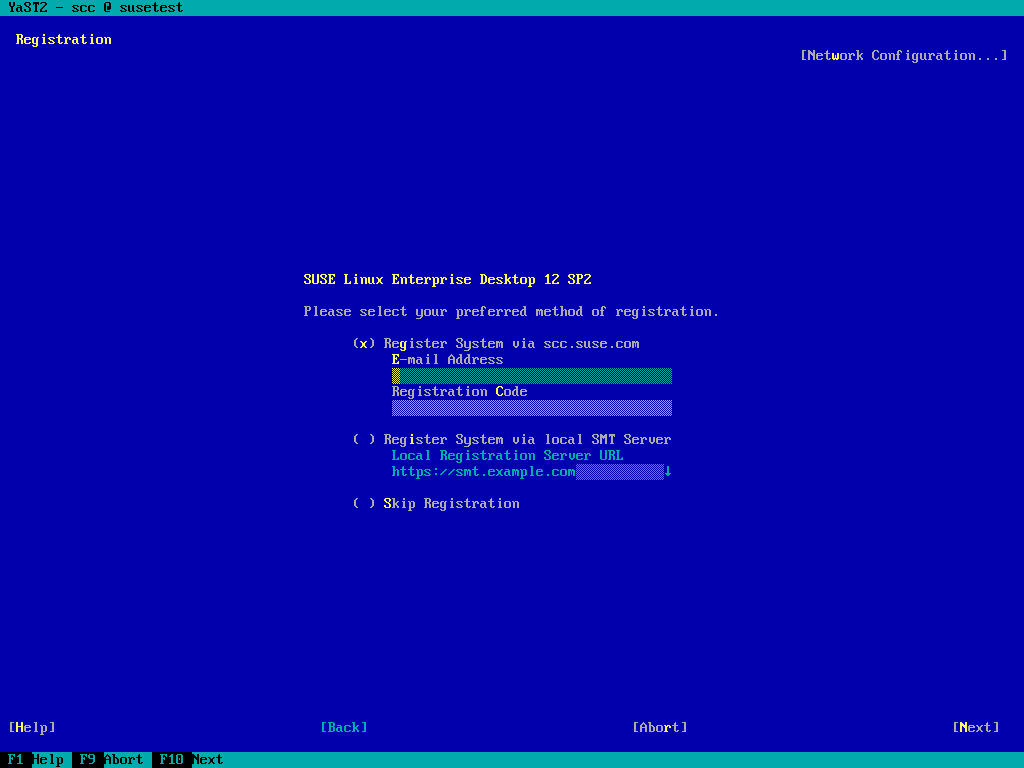 YaST2 - scc @ susetest
Registration
[Network Configuration...]
SUSE Linux Enterprise Desktop 12 SP2
Please select your preferred method of registration.
(x) Register System via scc.suse.com
E-mail Address
Registration Code
( ) Register System via local SMT Server
Local Registration Server URL
https://smt.example.com↓
( ) Skip Registration
[Help] [Back] [Abort] [Next]
F1 Help F9 Abort F10 Next